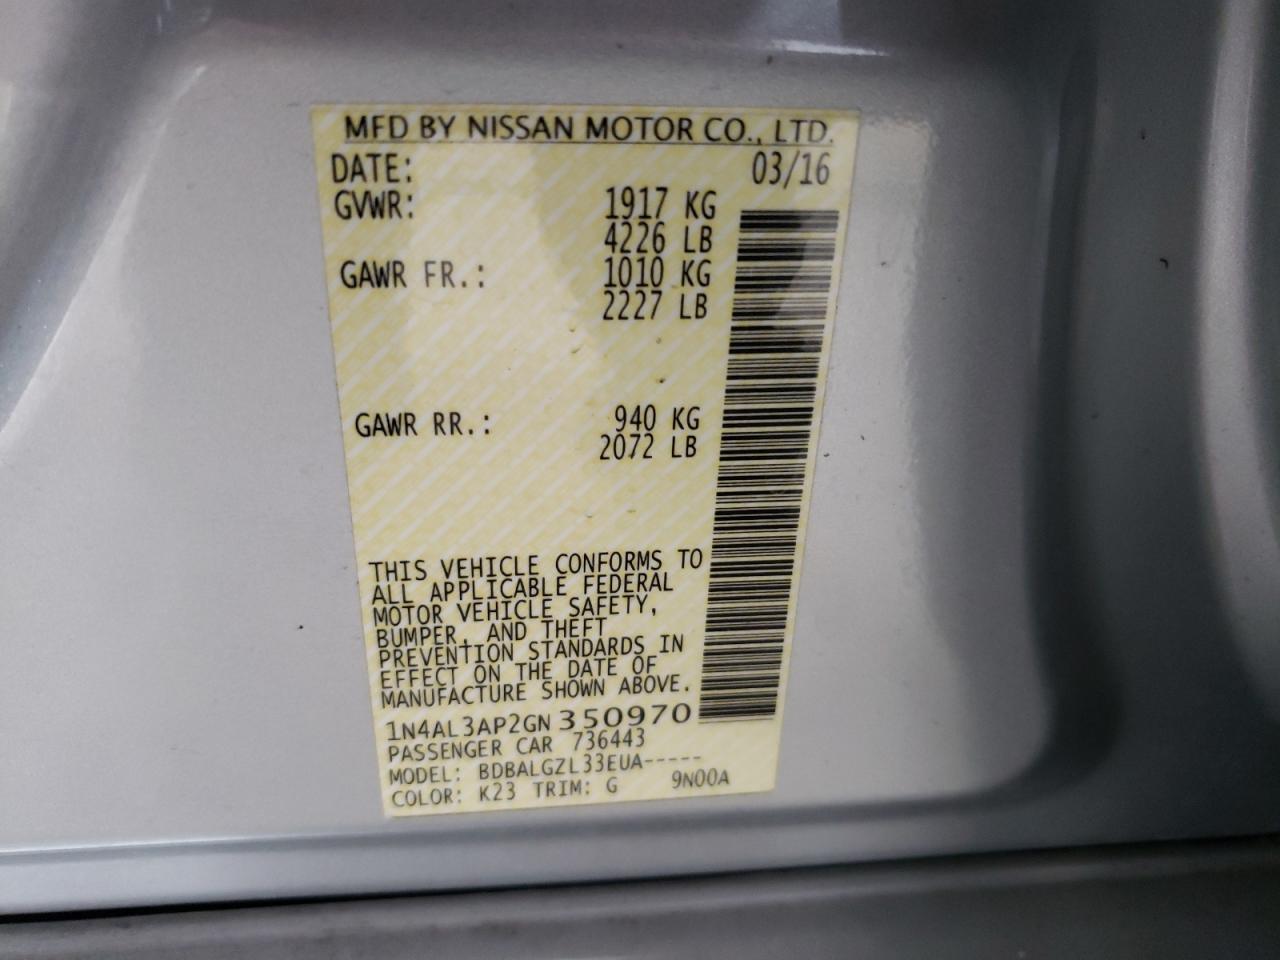 MFD BY NISSAN MOTOR CO., LTD.
DATE: 03/16
GVWR: 1917 KG
4226 LB
GAWR FR.: 1010 KG
2227 LB
GAWR RR.: 940 KG
2072 LB
THIS VEHICLE CONFORMS TO
ALL APPLICABLE FEDERAL
MOTOR VEHICLE SAFETY,
BUMPER, AND THEFT
PREVENTION STANDARDS IN
EFFECT ON THE DATE OF
MANUFACTURE SHOWN ABOVE.
1N4AL3AP2GN350970
PASSENGER CAR 736443
MODEL: BDBALGZL33EUA-----
COLOR: K23 TRIM: G 9N00A